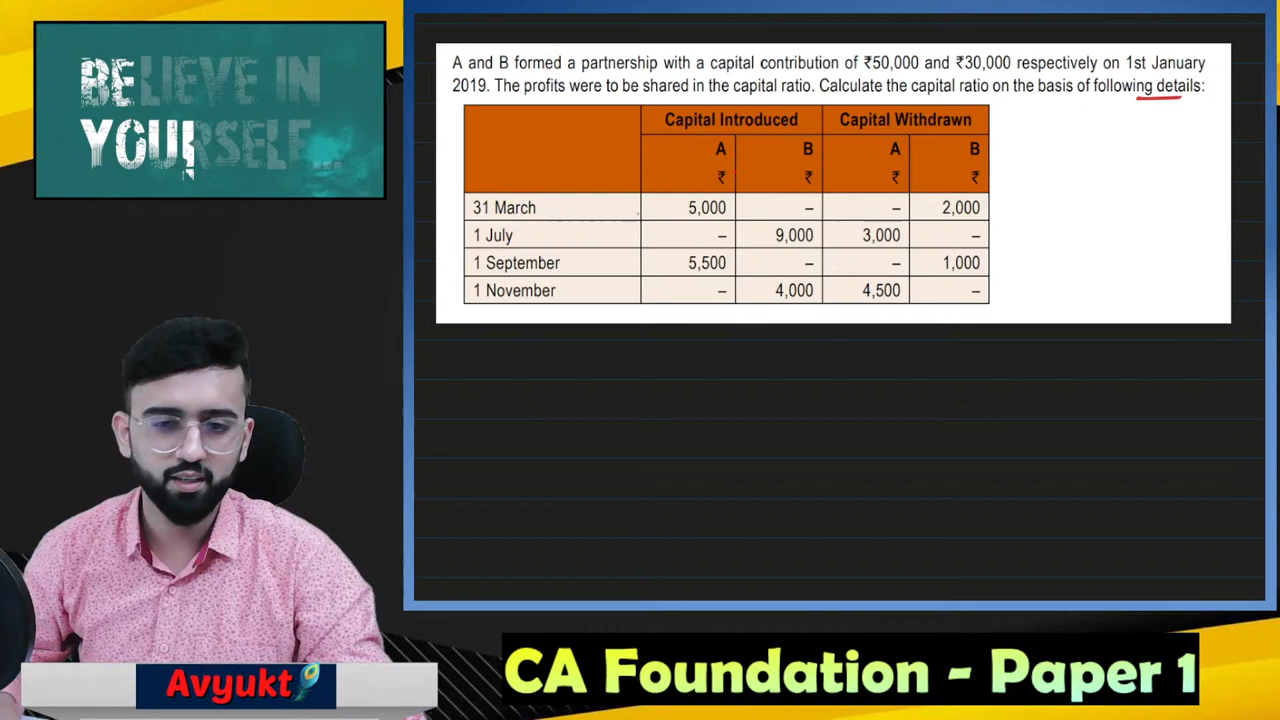 BELIEVE IN
YOURSELF...
A and B formed a partnership with a capital contribution of ₹50,000 and ₹30,000 respectively on 1st January
2019. The profits were to be shared in the capital ratio. Calculate the capital ratio on the basis of following details:
Capital Introduced Capital Withdrawn
A B A B
₹ ₹ ₹ ₹
31 March 5,000 – – 2,000
1 July – 9,000 3,000 –
1 September 5,500 – – 1,000
1 November – 4,000 4,500 –
Avyukt
CA Foundation - Paper 1